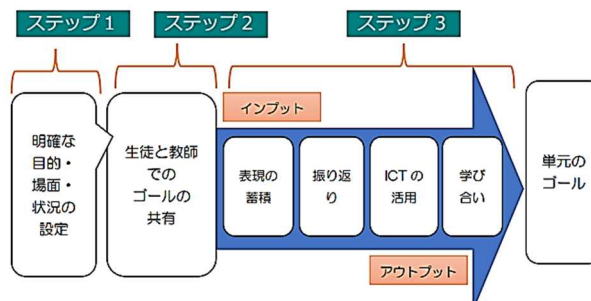 ステップ１
ステップ２
ステップ３
明確な
目的・
場面・
状況の
設定
生徒と教師
での
ゴールの
共有
インプット
表現の
蓄積
振り返
り
ICTの
活用
学び
合い
アウトプット
単元の
ゴール